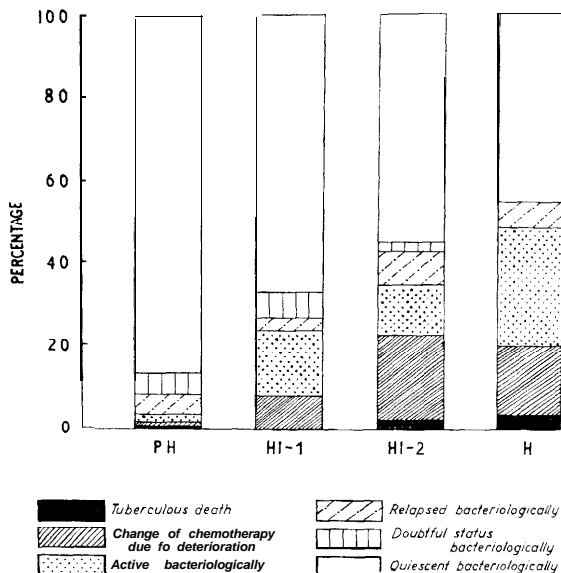 100
80
60
40
20
0
PERCENTAGE
PH
HI-1
HI-2
H
Tuberculous death
Change of chemotherapy
due fo deterioration
Active bacteriologically
Relapsed bacteriologically
Doubtful status
bacteriologically
Quiescent bacteriologically